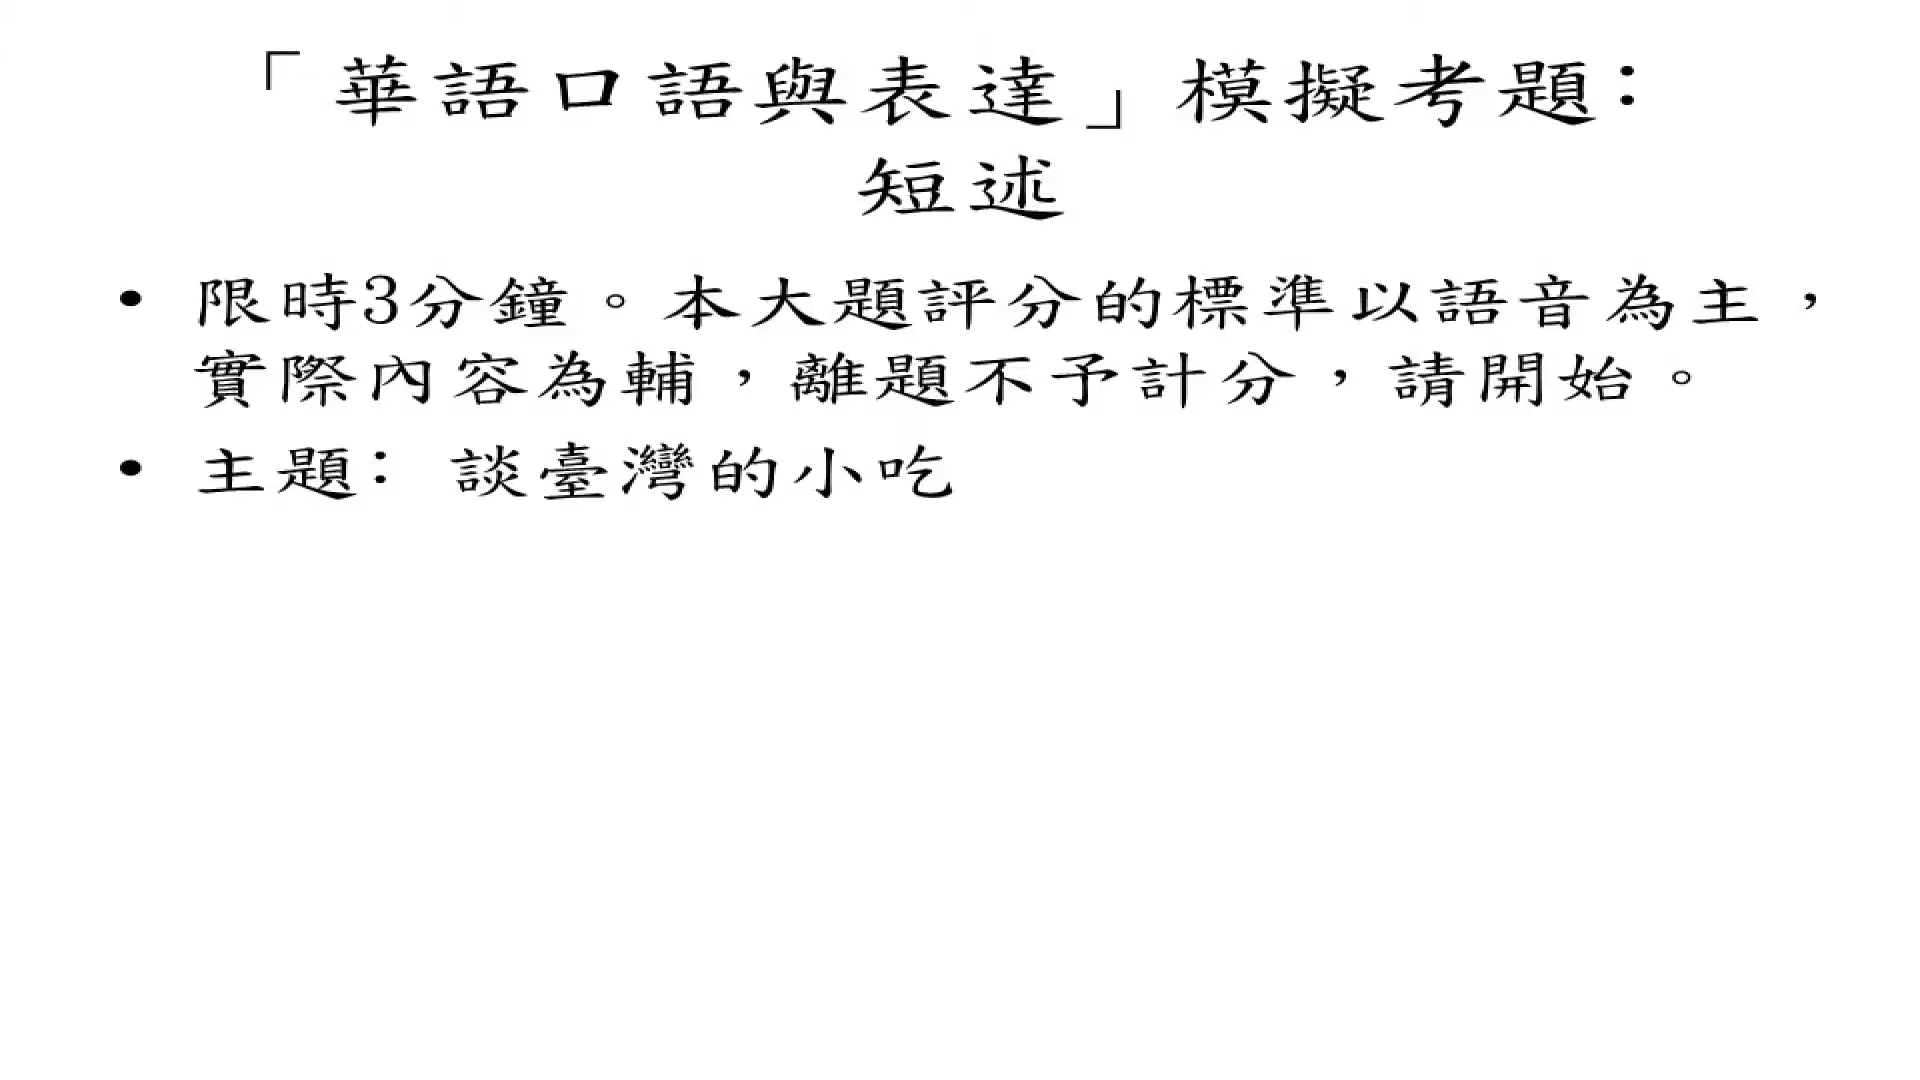 「華語口語與表達」模擬考題:
短述
• 限時3分鐘。本大題評分的標準以語音為主，
實際內容為輔，離題不予計分，請開始。
• 主題: 談臺灣的小吃